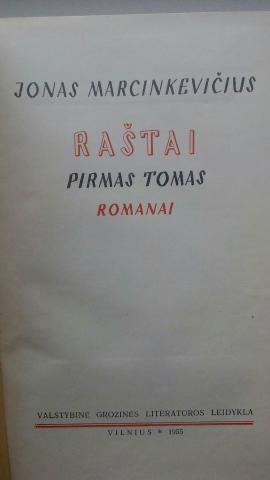 JONAS MARCINKEVIČIUS
RAŠTAI
PIRMAS TOMAS
ROMANAI
VALSTYBINĖ GROŽINĖS LITERATŪROS LEIDYKLA
VILNIUS * 1955